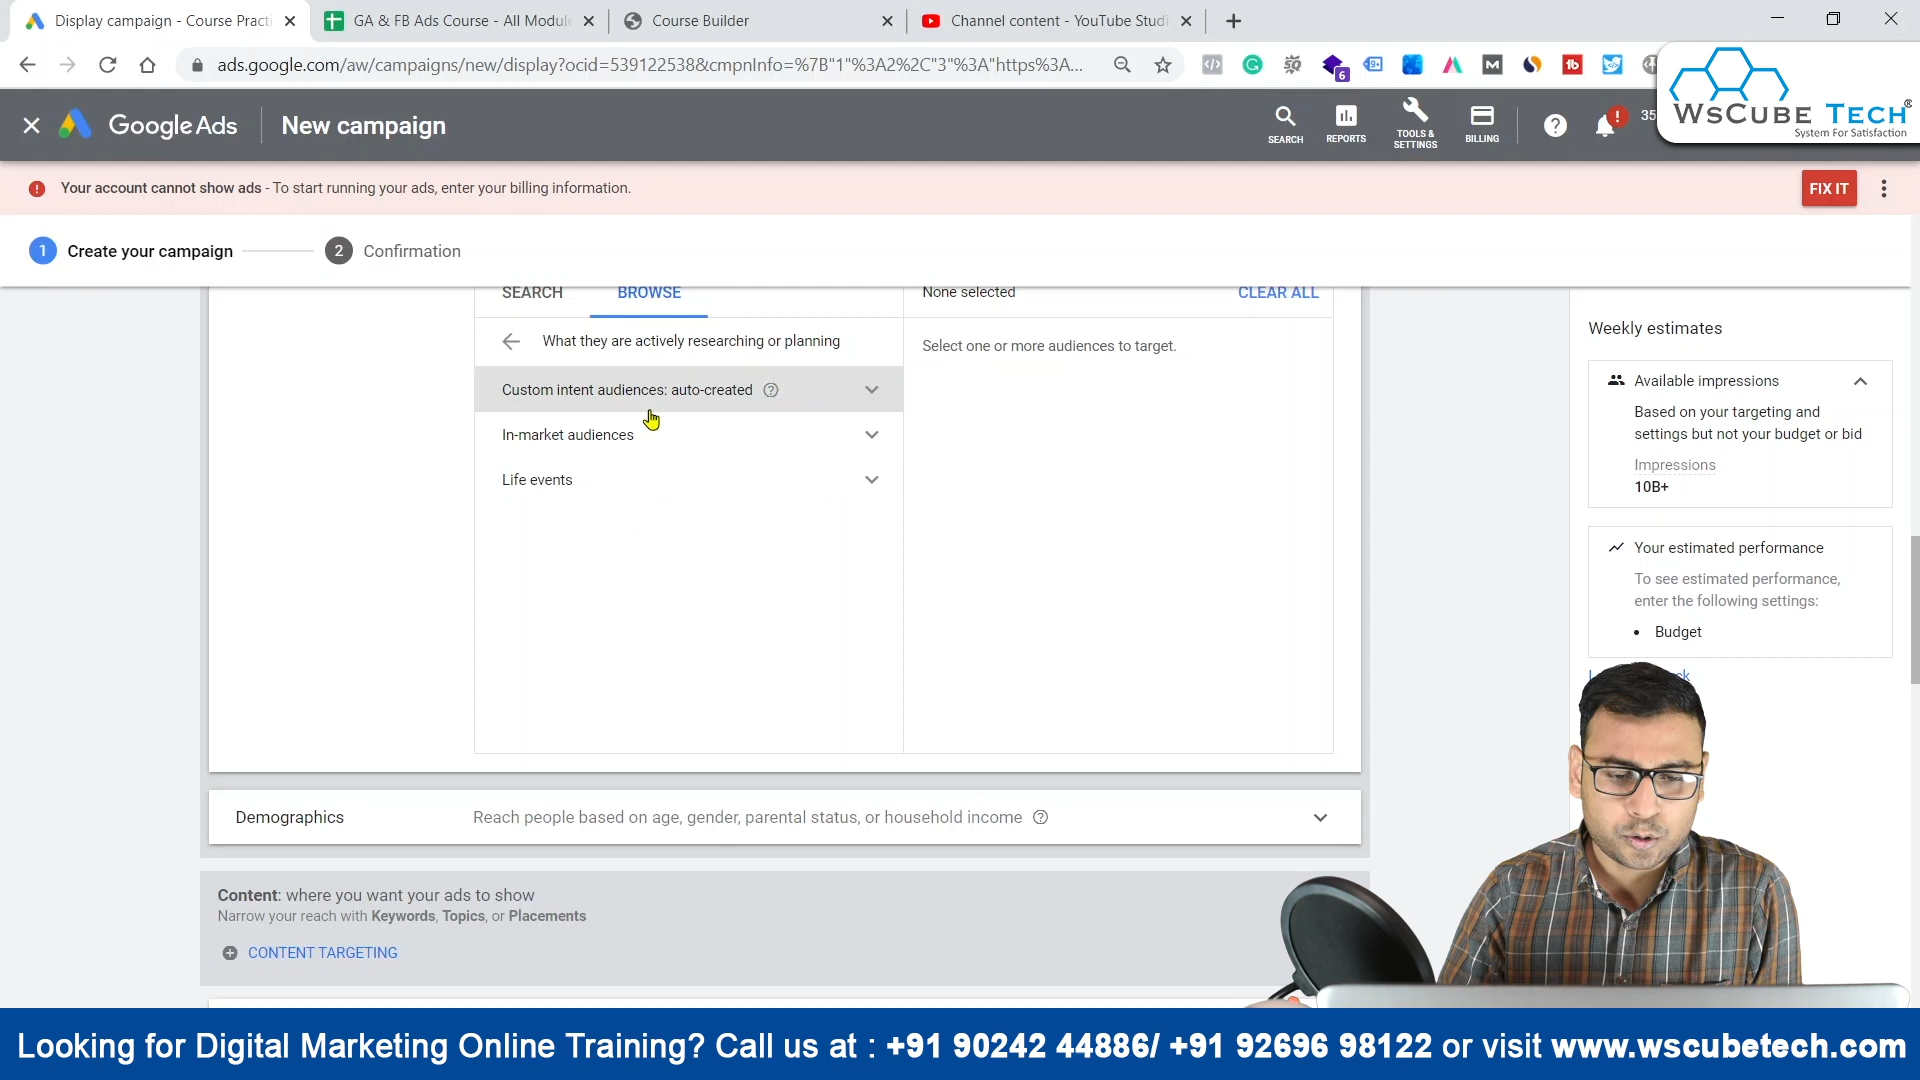 Display campaign - Course Practi
GA & FB Ads Course - All Modul
Course Builder
Channel content - YouTube Studi
ads.google.com/aw/campaigns/new/display?ocid=539122538&cmpnInfo=%7B"1"%3A2%2C"3"%3A"https%3A...
6
WSCUBE TECH®
System For Satisfaction
Google Ads
New campaign
SEARCH
REPORTS
TOOLS &
SETTINGS
BILLING
35
Your account cannot show ads - To start running your ads, enter your billing information.
FIX IT
1 Create your campaign
2 Confirmation
SEARCH
BROWSE
None selected
CLEAR ALL
What they are actively researching or planning
Select one or more audiences to target.
Custom intent audiences: auto-created
In-market audiences
Life events
Weekly estimates
Available impressions
Based on your targeting and
settings but not your budget or bid
Impressions
10B+
Your estimated performance
To see estimated performance,
enter the following settings:
• Budget
Demographics
Reach people based on age, gender, parental status, or household income
Content: where you want your ads to show
Narrow your reach with Keywords, Topics, or Placements
CONTENT TARGETING
Looking for Digital Marketing Online Training? Call us at : +91 90242 44886/ +91 92696 98122 or visit www.wscubetech.com